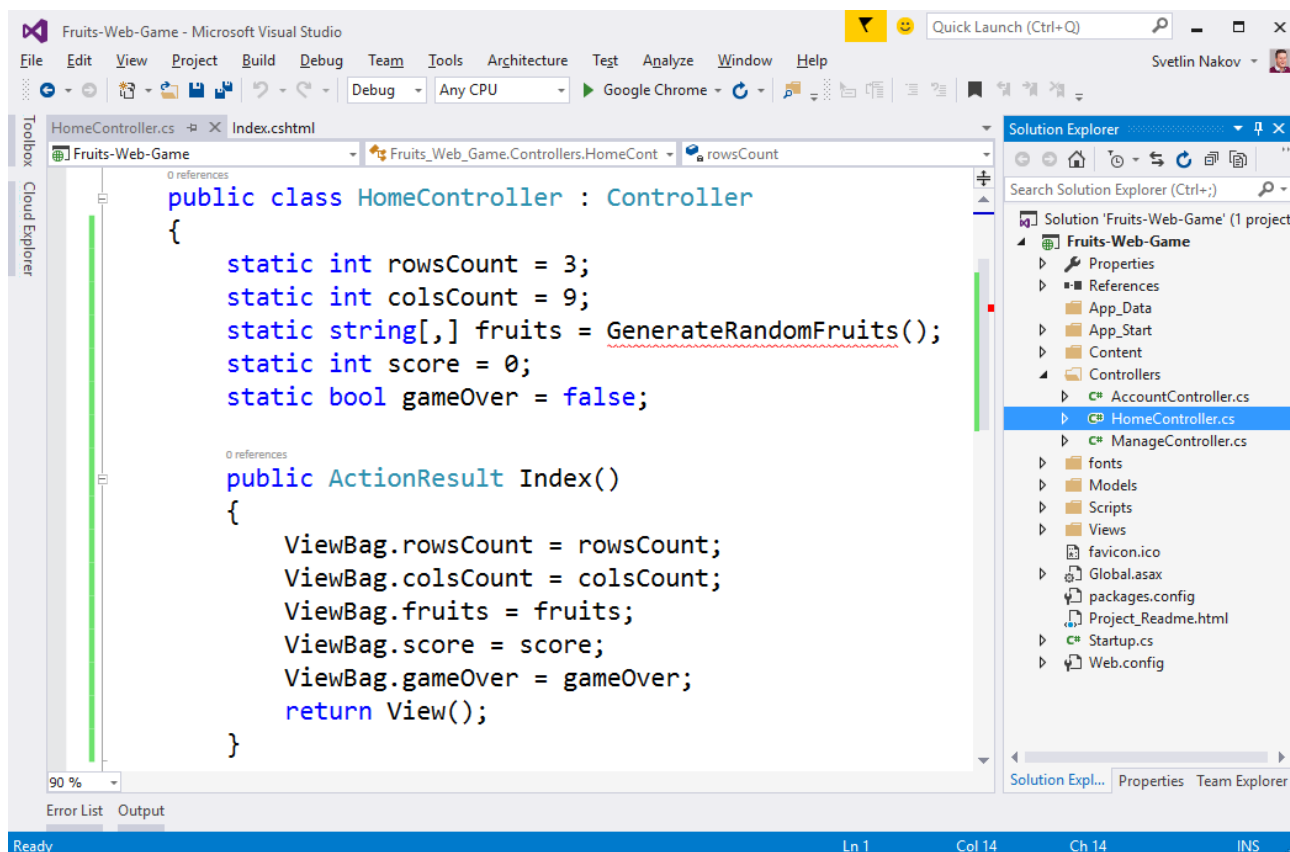 Fruits-Web-Game - Microsoft Visual Studio
Quick Launch (Ctrl+Q)
File Edit View Project Build Debug Team Tools Architecture Test Analyze Window Help
Svetlin Nakov
Debug Any CPU Google Chrome
Toolbox
Cloud Explorer
HomeController.cs Index.cshtml
Fruits-Web-Game Fruits_Web_Game.Controllers.HomeCont rowsCount
0 references
public class HomeController : Controller
{
static int rowsCount = 3;
static int colsCount = 9;
static string[,] fruits = GenerateRandomFruits();
static int score = 0;
static bool gameOver = false;
0 references
public ActionResult Index()
{
ViewBag.rowsCount = rowsCount;
ViewBag.colsCount = colsCount;
ViewBag.fruits = fruits;
ViewBag.score = score;
ViewBag.gameOver = gameOver;
return View();
}
90 %
Error List Output
Solution Explorer
Search Solution Explorer (Ctrl+;)
Solution 'Fruits-Web-Game' (1 project
Fruits-Web-Game
Properties
References
App_Data
App_Start
Content
Controllers
C# AccountController.cs
C# HomeController.cs
C# ManageController.cs
fonts
Models
Scripts
Views
favicon.ico
Global.asax
packages.config
Project_Readme.html
C# Startup.cs
Web.config
Solution Expl... Properties Team Explorer
Ready Ln 1 Col 14 Ch 14 INS